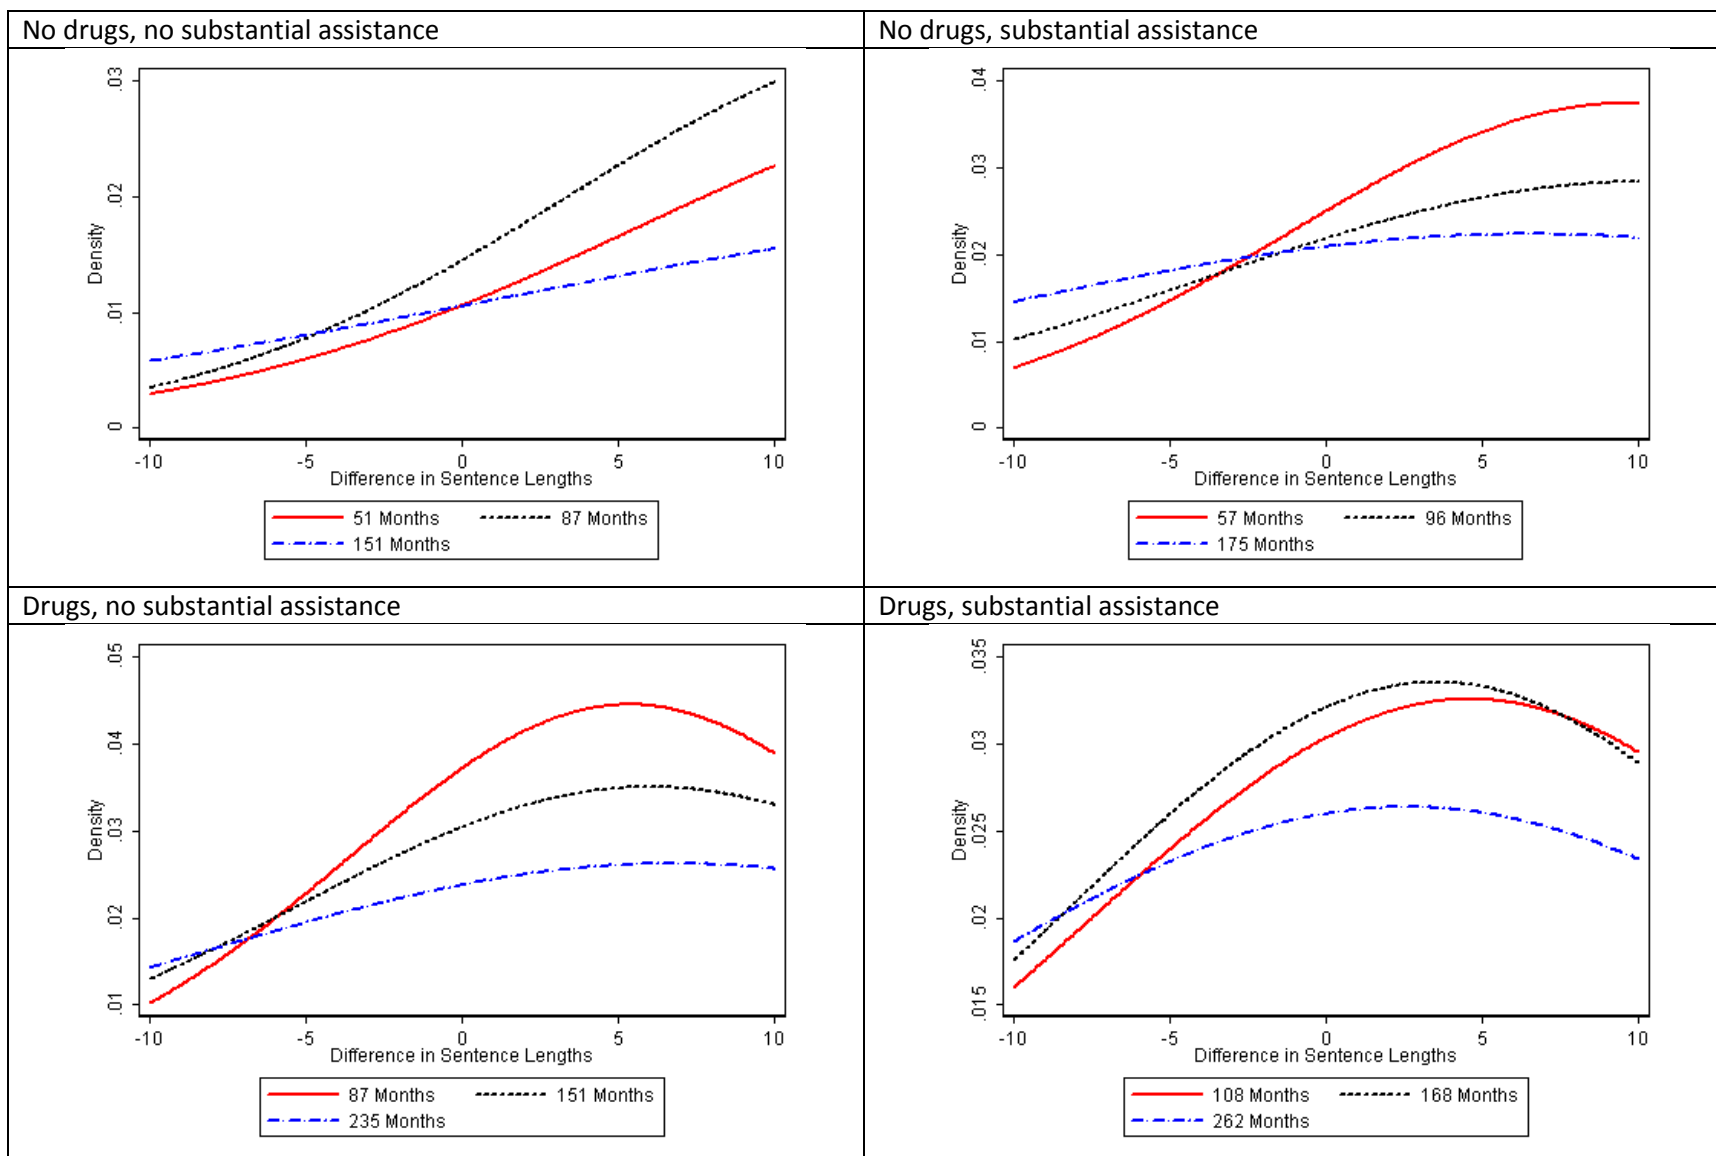 No drugs, no substantial assistance
.03
.02
.01
0
Density
-10 -5 0 5 10
Difference in Sentence Lengths
51 Months 87 Months
151 Months
No drugs, substantial assistance
.04
.03
.02
.01
0
Density
-10 -5 0 5 10
Difference in Sentence Lengths
57 Months 96 Months
175 Months
Drugs, no substantial assistance
.05
.04
.03
.02
.01
Density
-10 -5 0 5 10
Difference in Sentence Lengths
87 Months 151 Months
235 Months
Drugs, substantial assistance
.035
.03
.025
.02
.015
Density
-10 -5 0 5 10
Difference in Sentence Lengths
108 Months 168 Months
262 Months